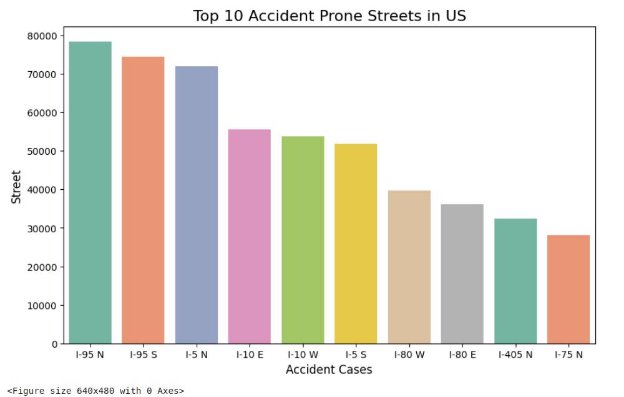 Top 10 Accident Prone Streets in US
80000
70000
60000
50000
40000
30000
20000
10000
0
Street
I-95 N I-95 S I-5 N I-10 E I-10 W I-5 S I-80 W I-80 E I-405 N I-75 N
Accident Cases
<Figure size 640x480 with 0 Axes>